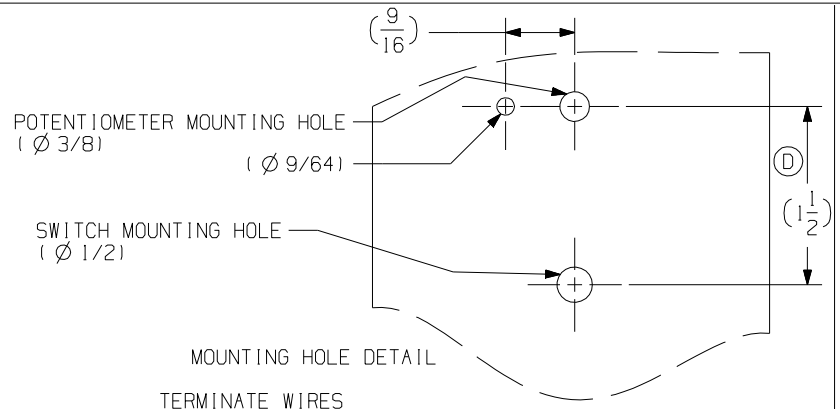 (9/16)
POTENTIOMETER MOUNTING HOLE
( Ø 3/8)
( Ø 9/64)
D
(1 1/2)
SWITCH MOUNTING HOLE
( Ø 1/2)
MOUNTING HOLE DETAIL
TERMINATE WIRES